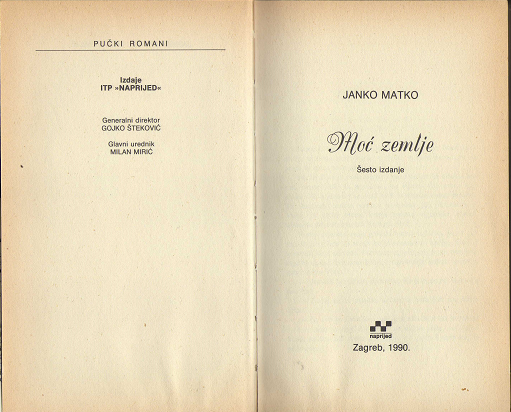 PUČKI ROMANI
Izdaje
ITP »NAPRIJED«
Generalni direktor
GOJKO ŠTEKOVIĆ
Glavni urednik
MILAN MIRIĆ
JANKO MATKO
Moć zemlje
Šesto izdanje
naprijed
Zagreb, 1990.